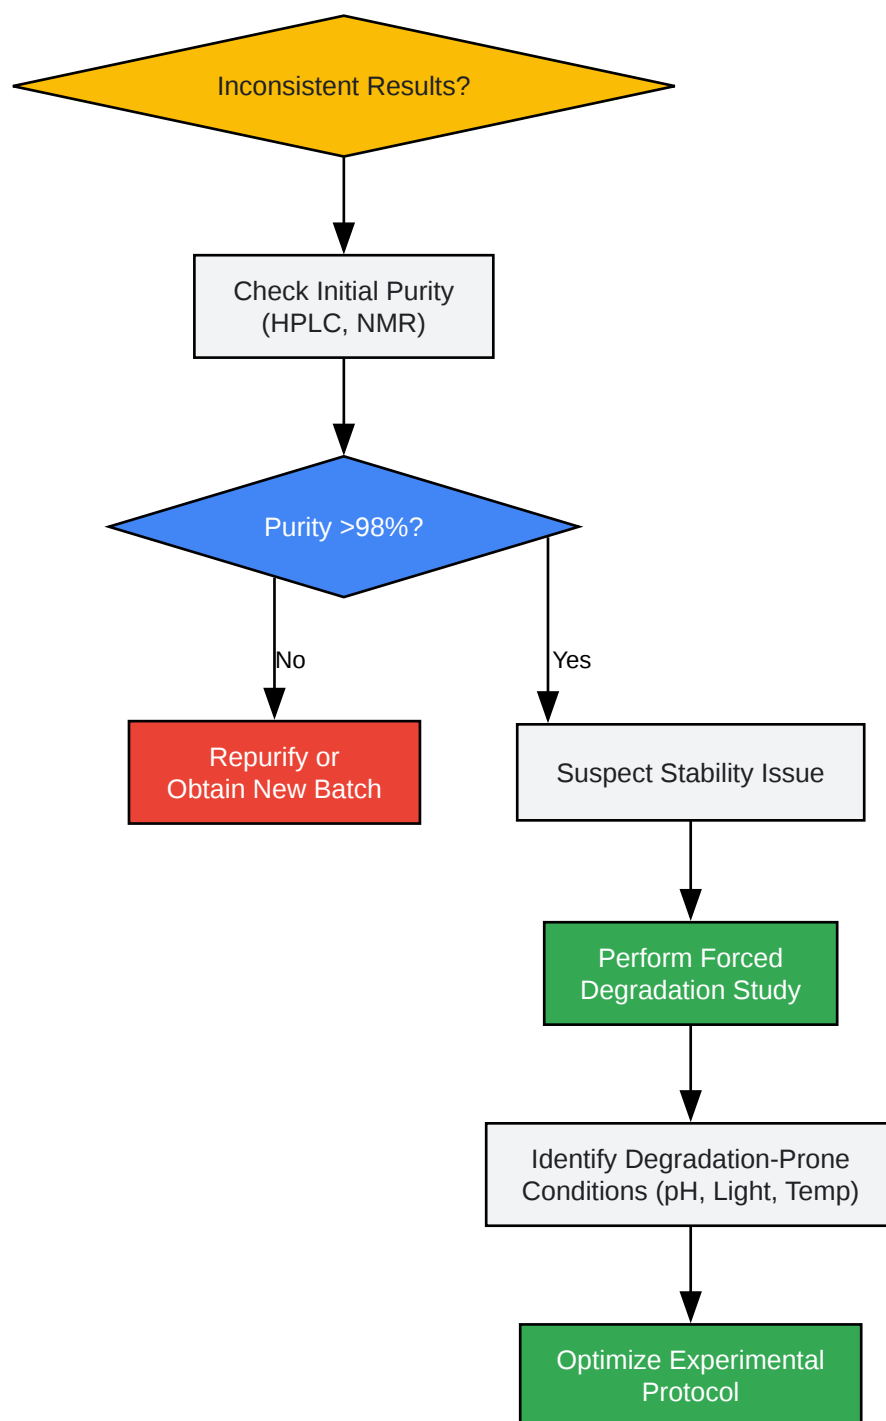 Inconsistent Results?
Check Initial Purity
(HPLC, NMR)
Purity >98%?
No
Yes
Repurify or
Obtain New Batch
Suspect Stability Issue
Perform Forced
Degradation Study
Identify Degradation-Prone
Conditions (pH, Light, Temp)
Optimize Experimental
Protocol